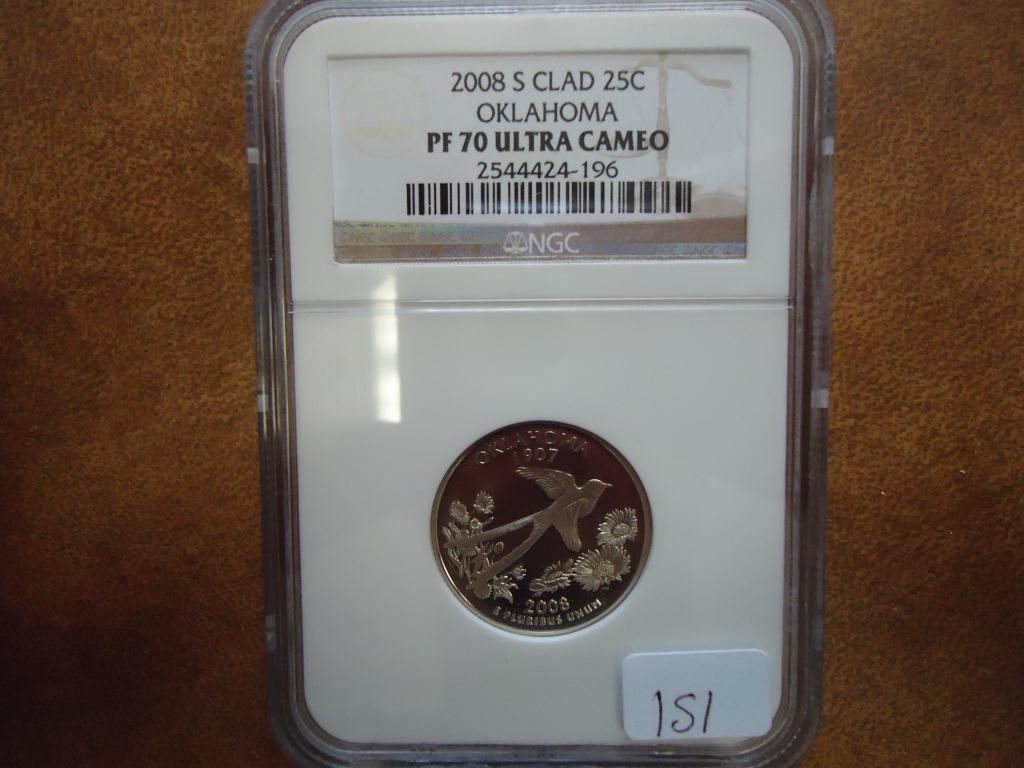 2008 S CLAD 25C
OKLAHOMA
PF 70 ULTRA CAMEO
2544424-196
NGC
OKLAHOMA
1907
2008
E PLURIBUS UNUM
151